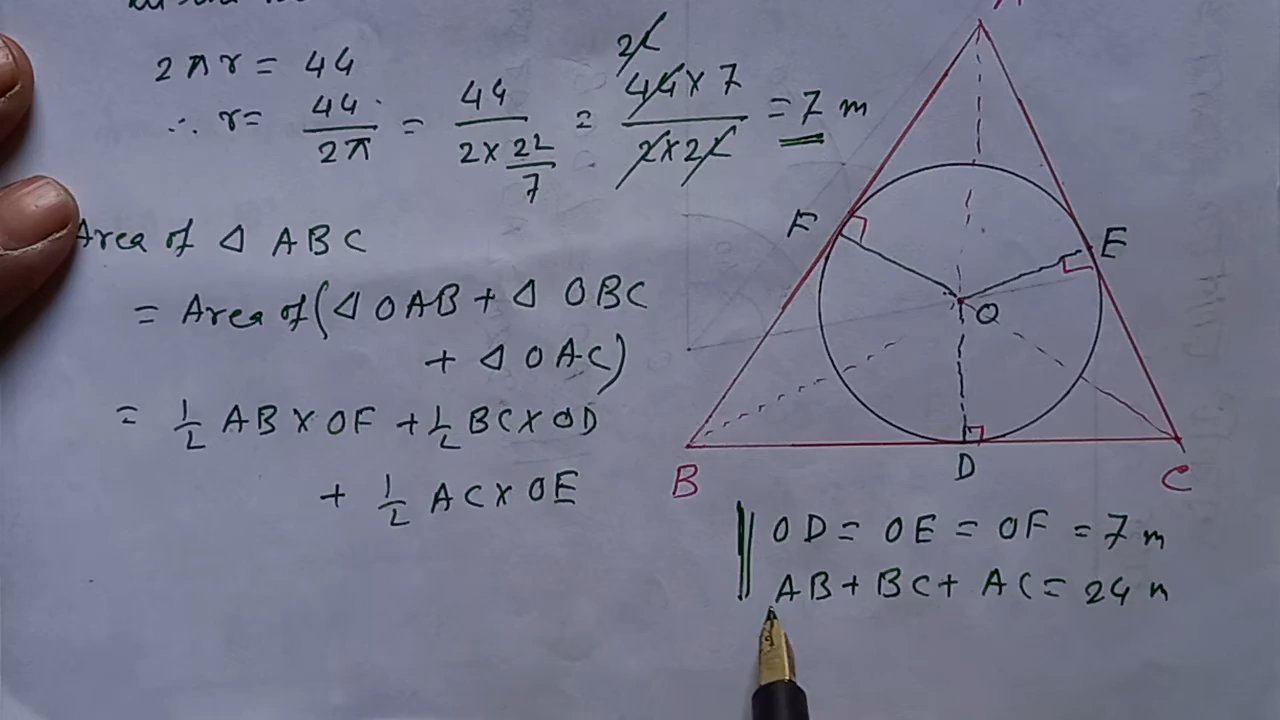 2πr = 44
∴ r = 44/2π = 44/(2 × 22/7) = (44 × 7)/(2 × 22) = 7 m
2
Area of △ ABC
= Area of (△ OAB + △ OBC
+ △ OAC)
= 1/2 AB × OF + 1/2 BC × OD
+ 1/2 AC × OE
F
E
O
B
D
C
OD = OE = OF = 7 m
AB + BC + AC = 24 m